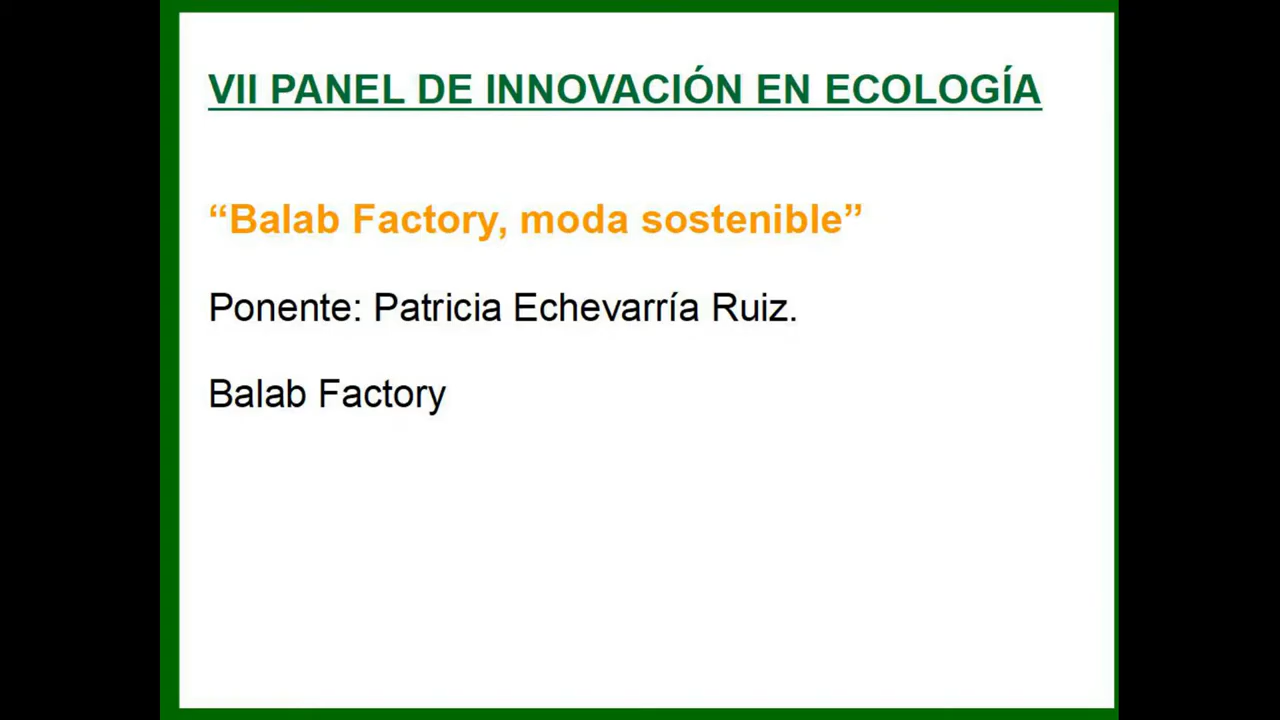 VII PANEL DE INNOVACIÓN EN ECOLOGÍA
“Balab Factory, moda sostenible”
Ponente: Patricia Echevarría Ruiz.
Balab Factory